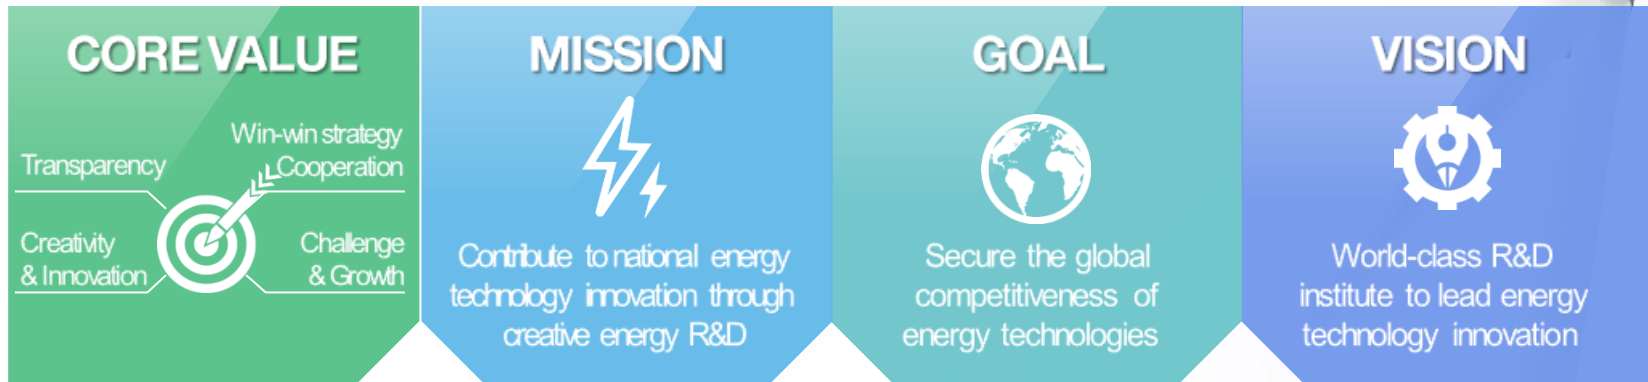 CORE VALUE
Transparency
Win-win strategy
Cooperation
Creativity
& Innovation
Challenge
& Growth
MISSION
Contribute to national energy
technology innovation through
creative energy R&D
GOAL
Secure the global
competitiveness of
energy technologies
VISION
World-class R&D
institute to lead energy
technology innovation